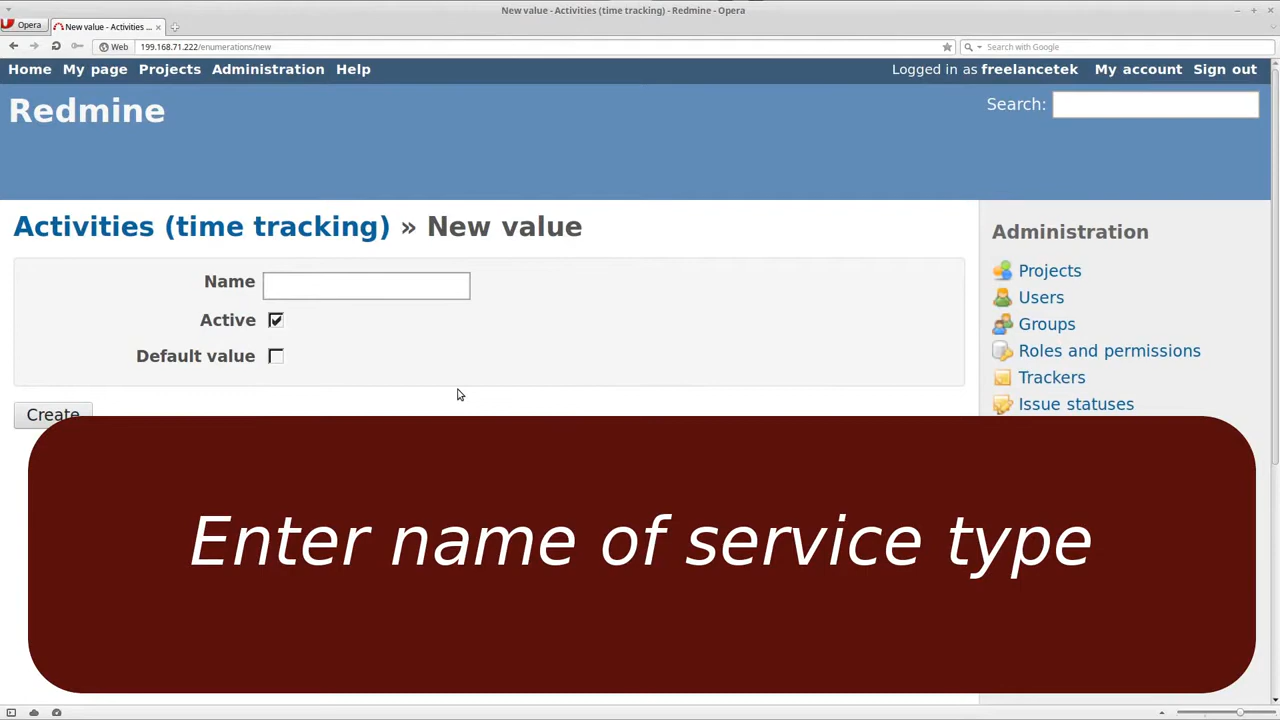 New value - Activities (time tracking) - Redmine - Opera
Opera
New value - Activities ...
Web
199.168.71.222/enumerations/new
Search with Google
Home My page Projects Administration Help
Logged in as freelancetek My account Sign out
Redmine
Search:
Activities (time tracking) » New value
Name
Active
Default value
Create
Administration
Projects
Users
Groups
Roles and permissions
Trackers
Issue statuses
Enter name of service type